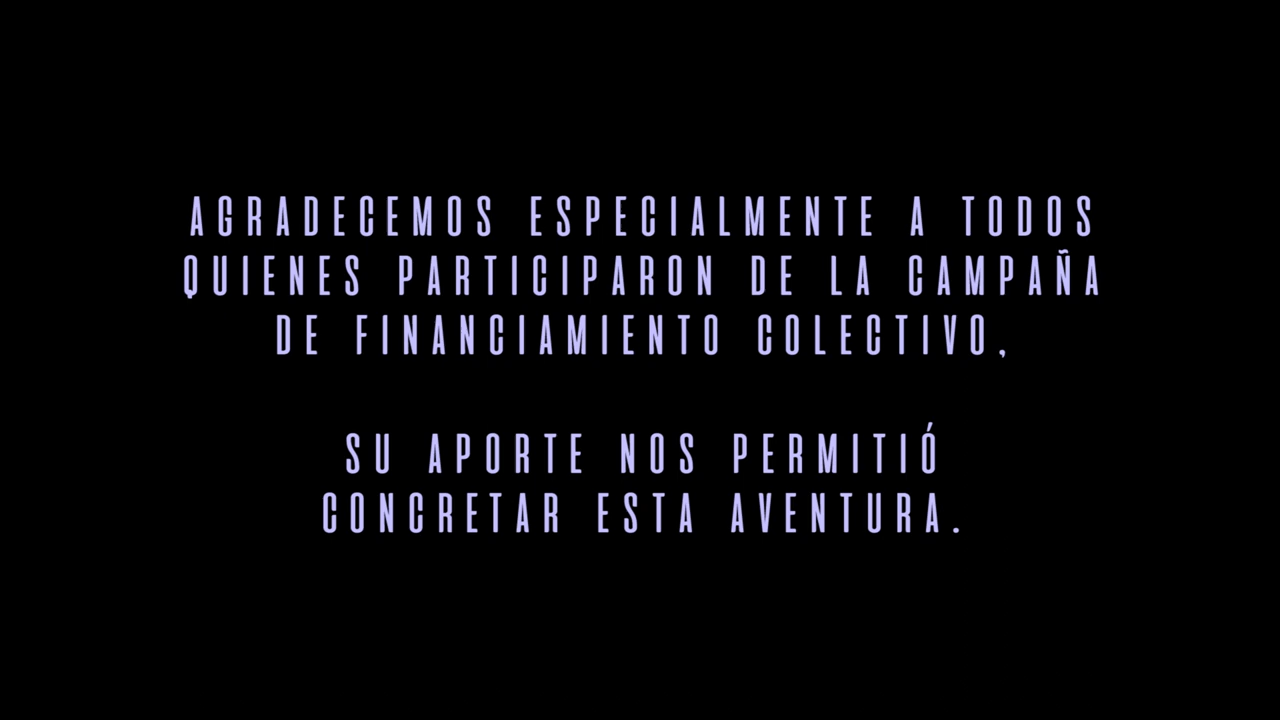 AGRADECEMOS ESPECIALMENTE A TODOS
QUIENES PARTICIPARON DE LA CAMPAÑA
DE FINANCIAMIENTO COLECTIVO,
SU APORTE NOS PERMITIÓ
CONCRETAR ESTA AVENTURA.